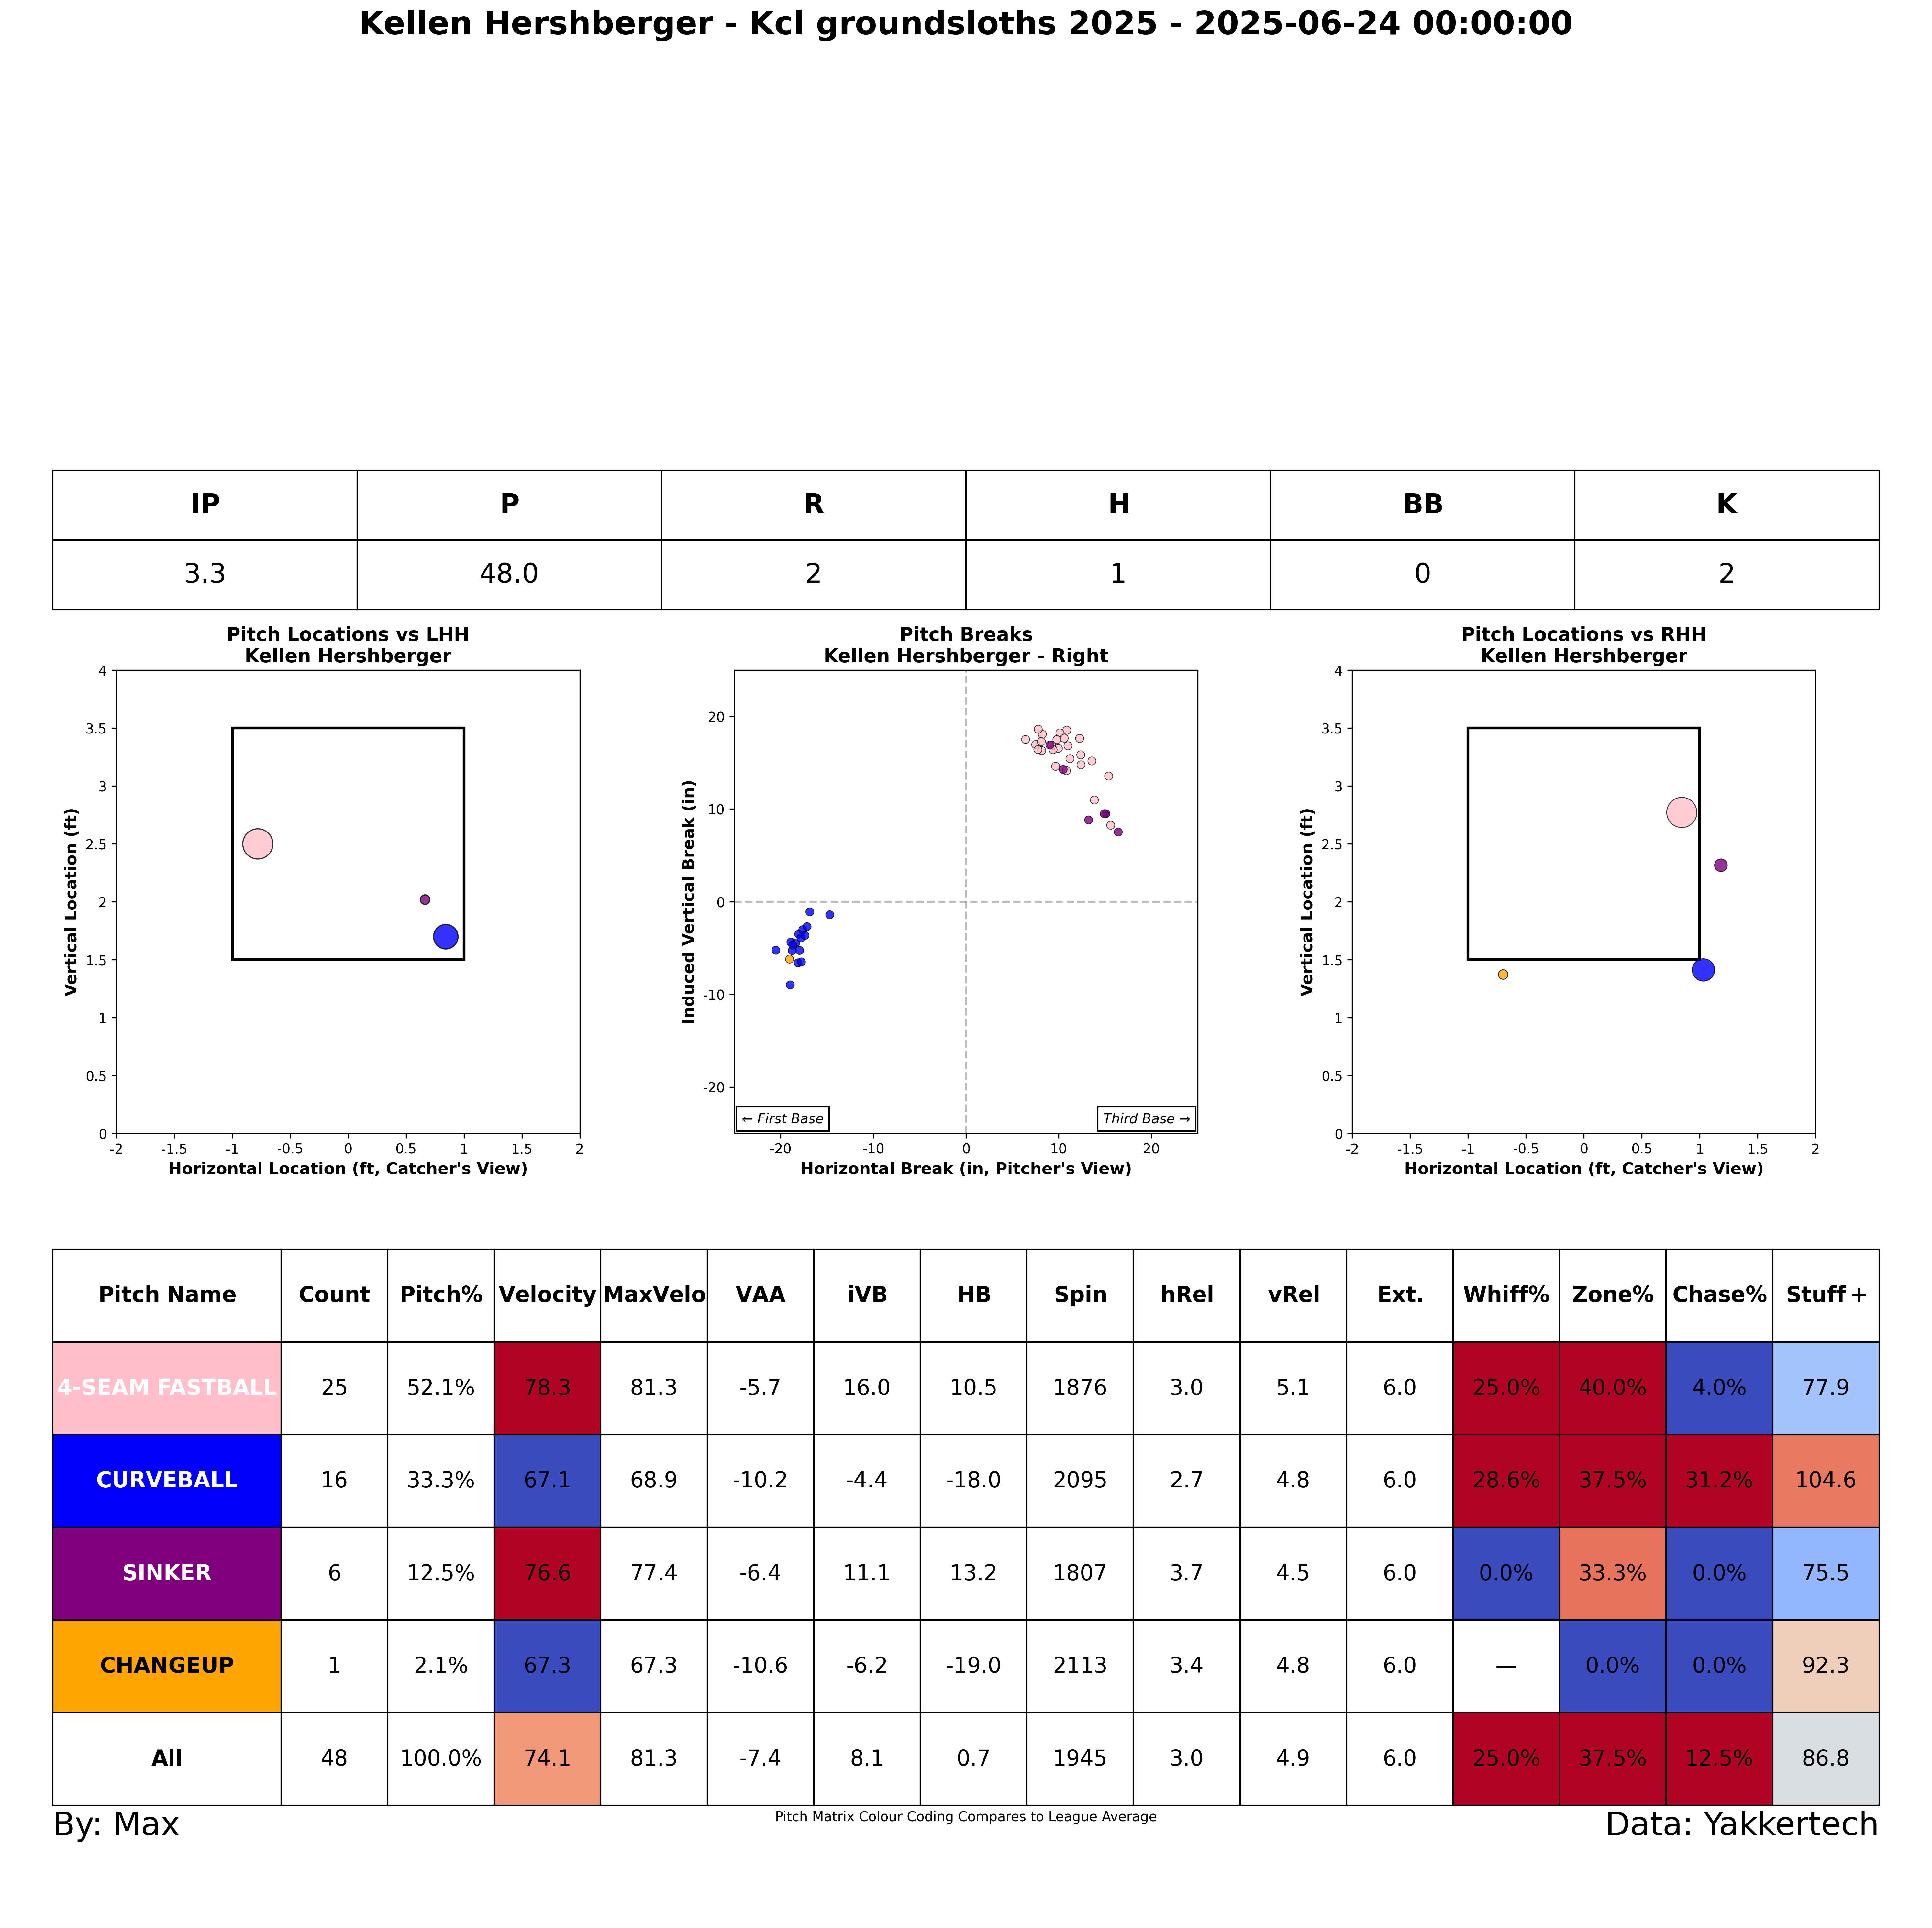 Kellen Hershberger - Kcl groundsloths 2025 - 2025-06-24 00:00:00
IP P R H BB K
3.3 48.0 2 1 0 2
Pitch Locations vs LHH
Kellen Hershberger
4
3.5
3
2.5
2
1.5
1
0.5
0
-2 -1.5 -1 -0.5 0 0.5 1 1.5 2
Vertical Location (ft)
Horizontal Location (ft, Catcher's View)
Pitch Breaks
Kellen Hershberger - Right
20
10
0
-10
-20
← First Base
Third Base →
-20 -10 0 10 20
Induced Vertical Break (in)
Horizontal Break (in, Pitcher's View)
Pitch Locations vs RHH
Kellen Hershberger
4
3.5
3
2.5
2
1.5
1
0.5
0
-2 -1.5 -1 -0.5 0 0.5 1 1.5 2
Vertical Location (ft)
Horizontal Location (ft, Catcher's View)
Pitch Name Count Pitch% Velocity MaxVelo VAA iVB HB Spin hRel vRel Ext. Whiff% Zone% Chase% Stuff+
4-SEAM FASTBALL 25 52.1% 78.3 81.3 -5.7 16.0 10.5 1876 3.0 5.1 6.0 25.0% 40.0% 4.0% 77.9
CURVEBALL 16 33.3% 67.1 68.9 -10.2 -4.4 -18.0 2095 2.7 4.8 6.0 28.6% 37.5% 31.2% 104.6
SINKER 6 12.5% 76.6 77.4 -6.4 11.1 13.2 1807 3.7 4.5 6.0 0.0% 33.3% 0.0% 75.5
CHANGEUP 1 2.1% 67.3 67.3 -10.6 -6.2 -19.0 2113 3.4 4.8 6.0 — 0.0% 0.0% 92.3
All 48 100.0% 74.1 81.3 -7.4 8.1 0.7 1945 3.0 4.9 6.0 25.0% 37.5% 12.5% 86.8
By: Max
Pitch Matrix Colour Coding Compares to League Average
Data: Yakkertech